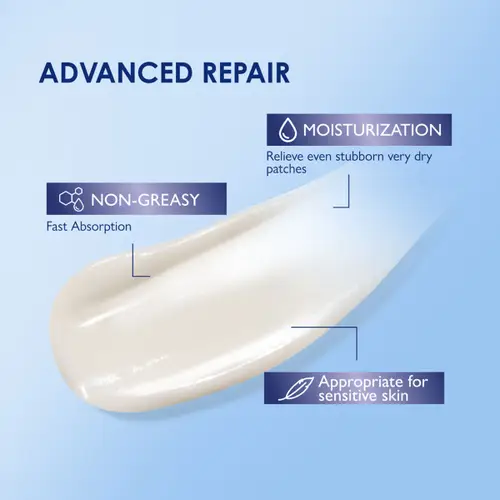 ADVANCED REPAIR
MOISTURIZATION
Relieve even stubborn very dry
patches
NON-GREASY
Fast Absorption
Appropriate for
sensitive skin